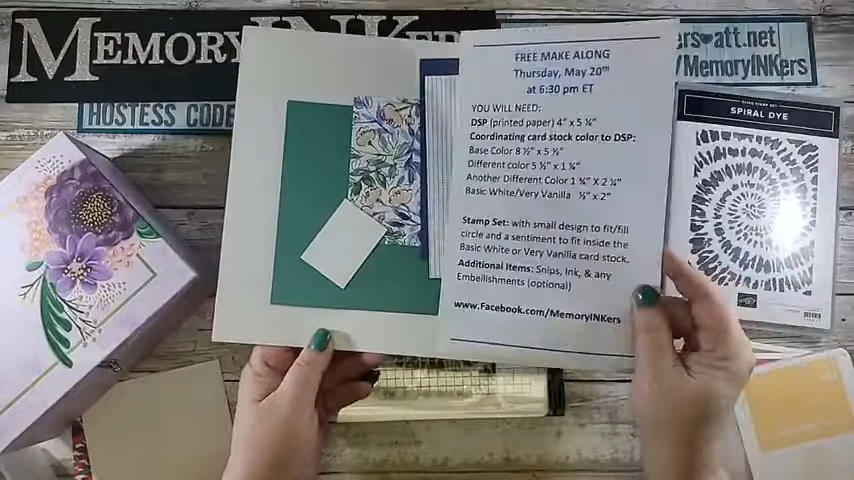 MEMORY INKERS
HOSTESS CODE
s@att.net
/MemoryINKers
FREE MAKE ALONG
Thursday, May 20th
at 6:30 pm ET
YOU WILL NEED:
DSP (printed paper) 4" x 5 ¼"
Coordinating card stock color to DSP:
Base Color 8 ½" x 5 ½"
Different color 5 ½" x 1 ¼"
Another Different Color 1 ¾" X 2 ¼"
Basic White/Very Vanilla ½" x 2"
Stamp Set: with small design to fit/fill
circle and a sentiment to fit inside the
Basic White or Very Vanilla card stock.
Additional Items: Snips, Ink, & any
Embellishments (optional)
www.Facebook.com/MemoryINKers
SPIRAL DYE